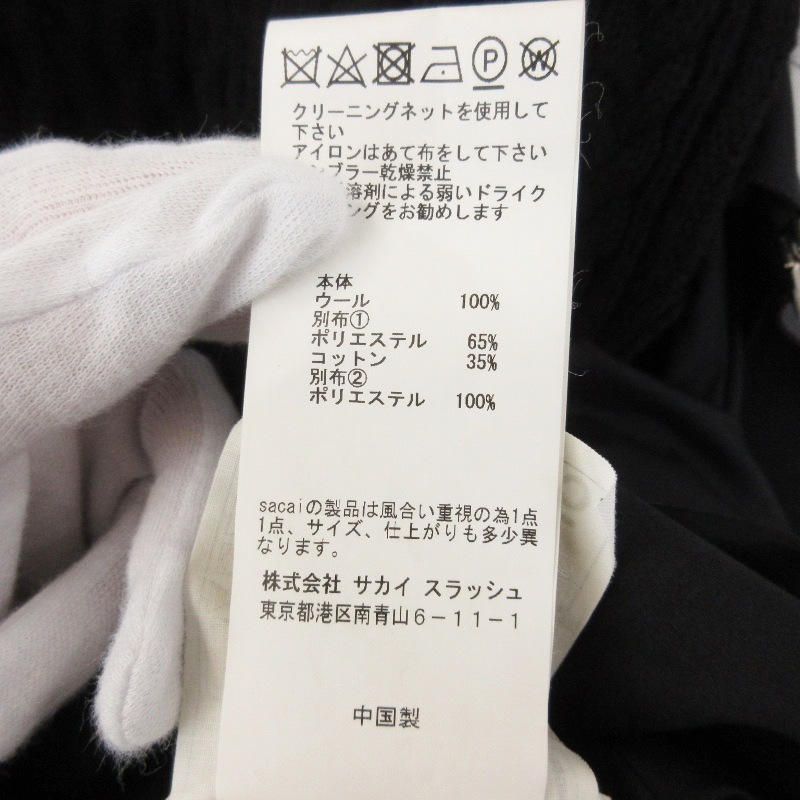 P
W
クリーニングネットを使用して
下さい
アイロンはあて布をして下さい
ンブラー乾燥禁止
溶剤による弱いドライク
ングをお勧めします
本体
ウール 100%
別布①
ポリエステル 65%
コットン 35%
別布②
ポリエステル 100%
sacaiの製品は風合い重視の為1点
1点、サイズ、仕上がりも多少異
なります。
株式会社 サカイ スラッシュ
東京都港区南青山6-11-1
中国製